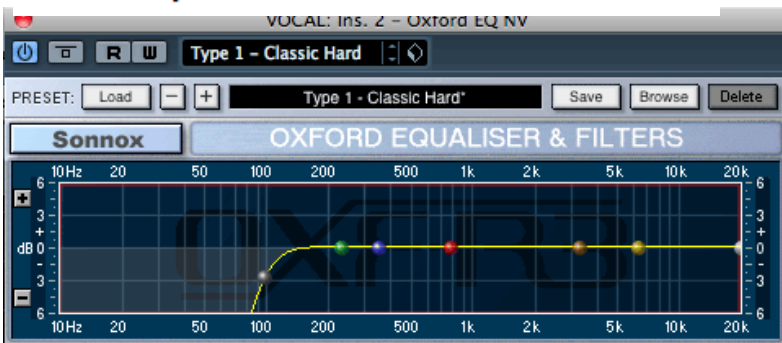 VOCAL: Ins. 2 – Oxford EQ NV
R W Type 1 – Classic Hard
PRESET: Load − + Type 1 - Classic Hard* Save Browse Delete
Sonnox OXFORD EQUALISER & FILTERS
10Hz 20 50 100 200 500 1k 2k 5k 10k 20k
6 6
+
3 3
+ +
dB 0 0
- -
3 3
−
6 6
OXFR3
10Hz 20 50 100 200 500 1k 2k 5k 10k 20k